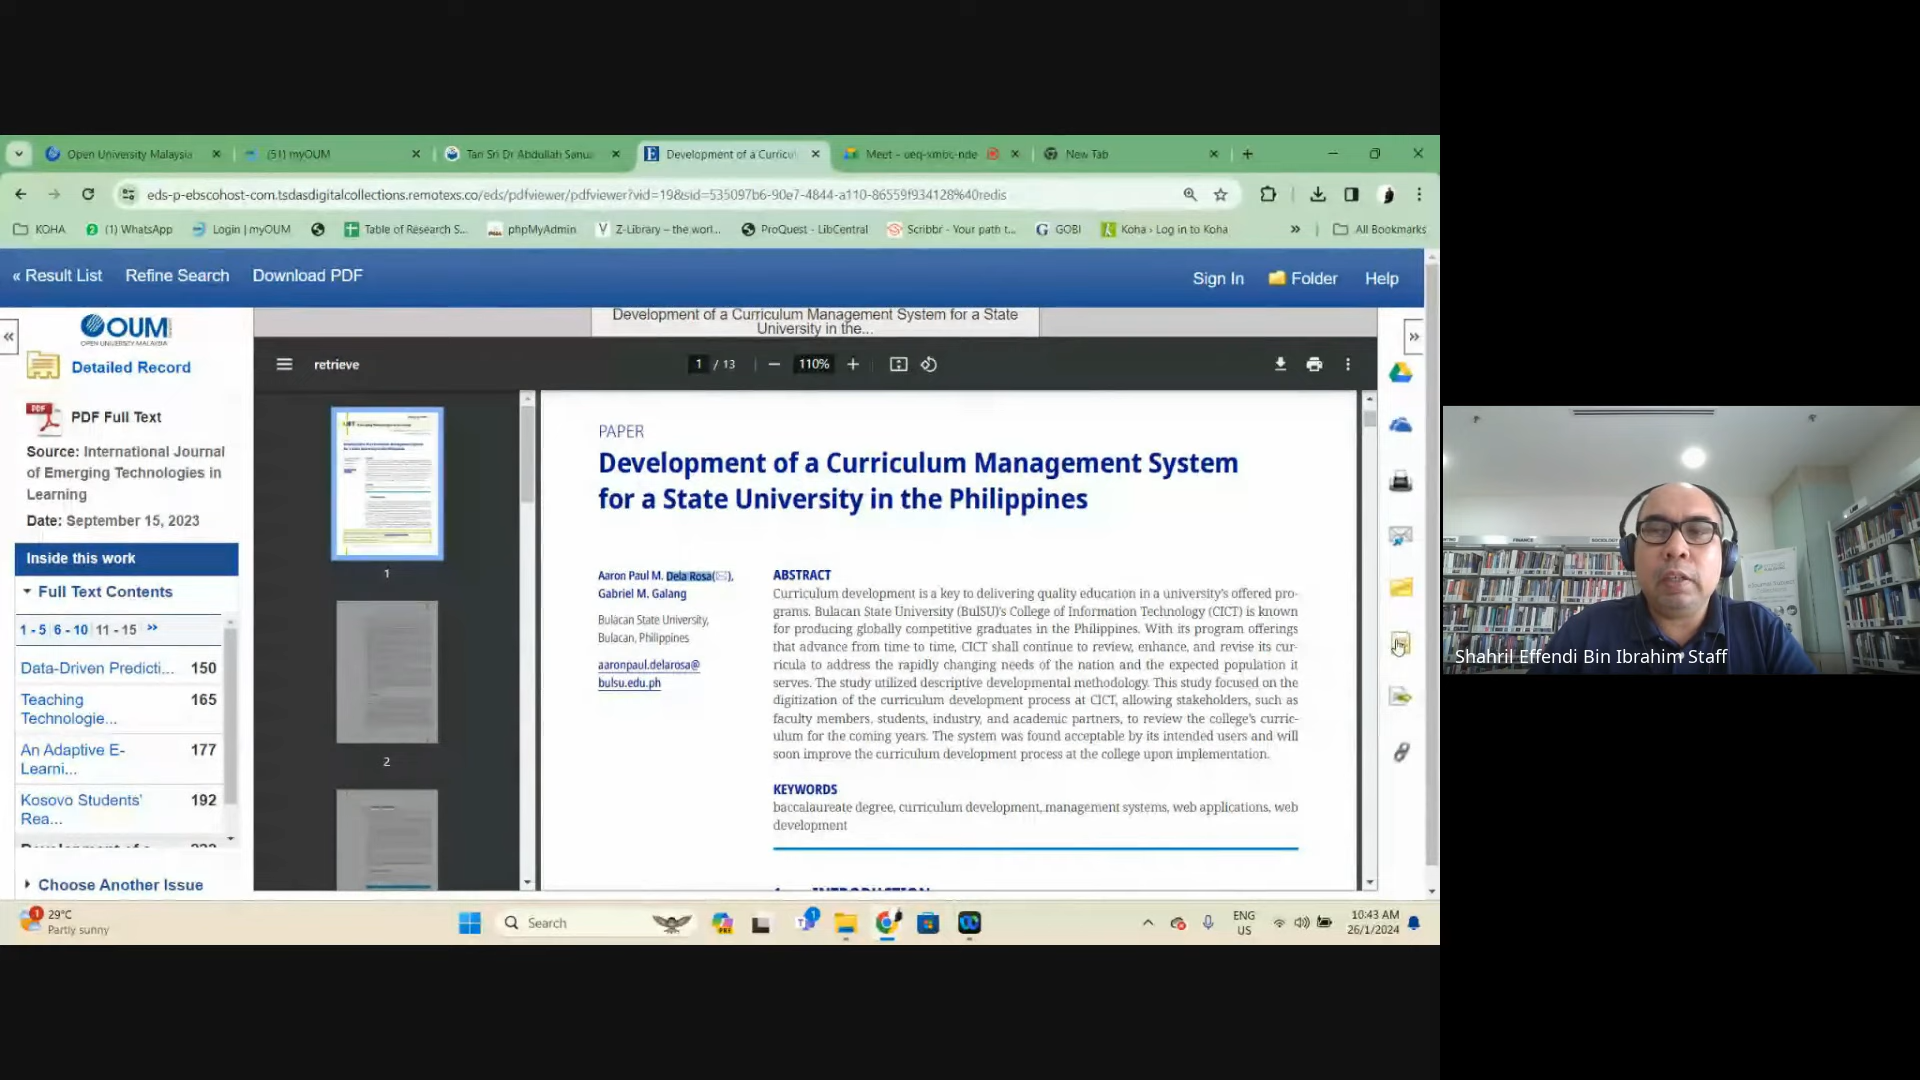 Open University Malaysia
(51) myOUM
Tan Sri Dr Abdullah Sanus
Development of a Curricul
Meet – oeq-xmbc-nde
New Tab
eds-p-ebscohost-com.tsdasdigitalcollections.remotexs.co/eds/pdfviewer/pdfviewer?vid=19&sid=535097b6-90e7-4844-a110-86559f934128%40redis
KOHA
(1) WhatsApp
Login | myOUM
Table of Research S...
phpMyAdmin
Z-Library – the worl...
ProQuest - LibCentral
Scribbr - Your path t...
GOBI
Koha › Log in to Koha
»
All Bookmarks
« Result List
Refine Search
Download PDF
Sign In
Folder
Help
OUM
OPEN UNIVERSITY MALAYSIA
Detailed Record
PDF Full Text
Source: International Journal
of Emerging Technologies in
Learning
Date: September 15, 2023
Inside this work
Full Text Contents
1 - 5 6 - 10 11 - 15 »
Data-Driven Predicti... 150
Teaching 165
Technologie...
An Adaptive E- 177
Learni...
Kosovo Students' 192
Rea...
Choose Another Issue
Development of a Curriculum Management System for a State
University in the...
retrieve
1 / 13
110%
1
2
PAPER
Development of a Curriculum Management System
for a State University in the Philippines
Aaron Paul M. Dela Rosa(✉),
Gabriel M. Galang
Bulacan State University,
Bulacan, Philippines
aaronpaul.delarosa@
bulsu.edu.ph
ABSTRACT
Curriculum development is a key to delivering quality education in a university's offered pro-
grams. Bulacan State University (BulSU)'s College of Information Technology (CICT) is known
for producing globally competitive graduates in the Philippines. With its program offerings
that advance from time to time, CICT shall continue to review, enhance, and revise its cur-
ricula to address the rapidly changing needs of the nation and the expected population it
serves. The study utilized descriptive developmental methodology. This study focused on the
digitization of the curriculum development process at CICT, allowing stakeholders, such as
faculty members, students, industry, and academic partners, to review the college's curric-
ulum for the coming years. The system was found acceptable by its intended users and will
soon improve the curriculum development process at the college upon implementation.
KEYWORDS
baccalaureate degree, curriculum development, management systems, web applications, web
development
29°C
Partly sunny
Search
ENG
US
10:43 AM
26/1/2024
Shahril Effendi Bin Ibrahim Staff